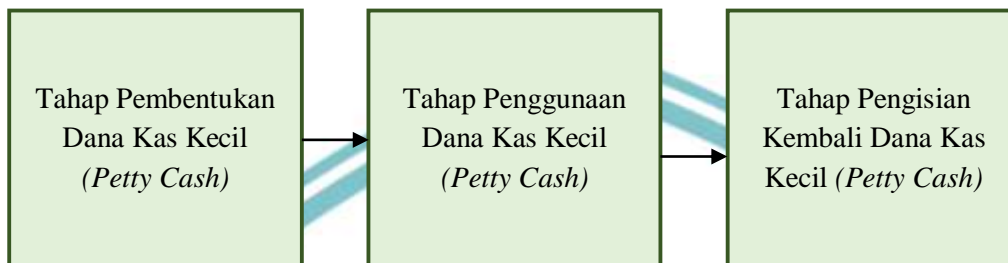 Tahap Pembentukan
Dana Kas Kecil
(Petty Cash)
Tahap Penggunaan
Dana Kas Kecil
(Petty Cash)
Tahap Pengisian
Kembali Dana Kas
Kecil (Petty Cash)